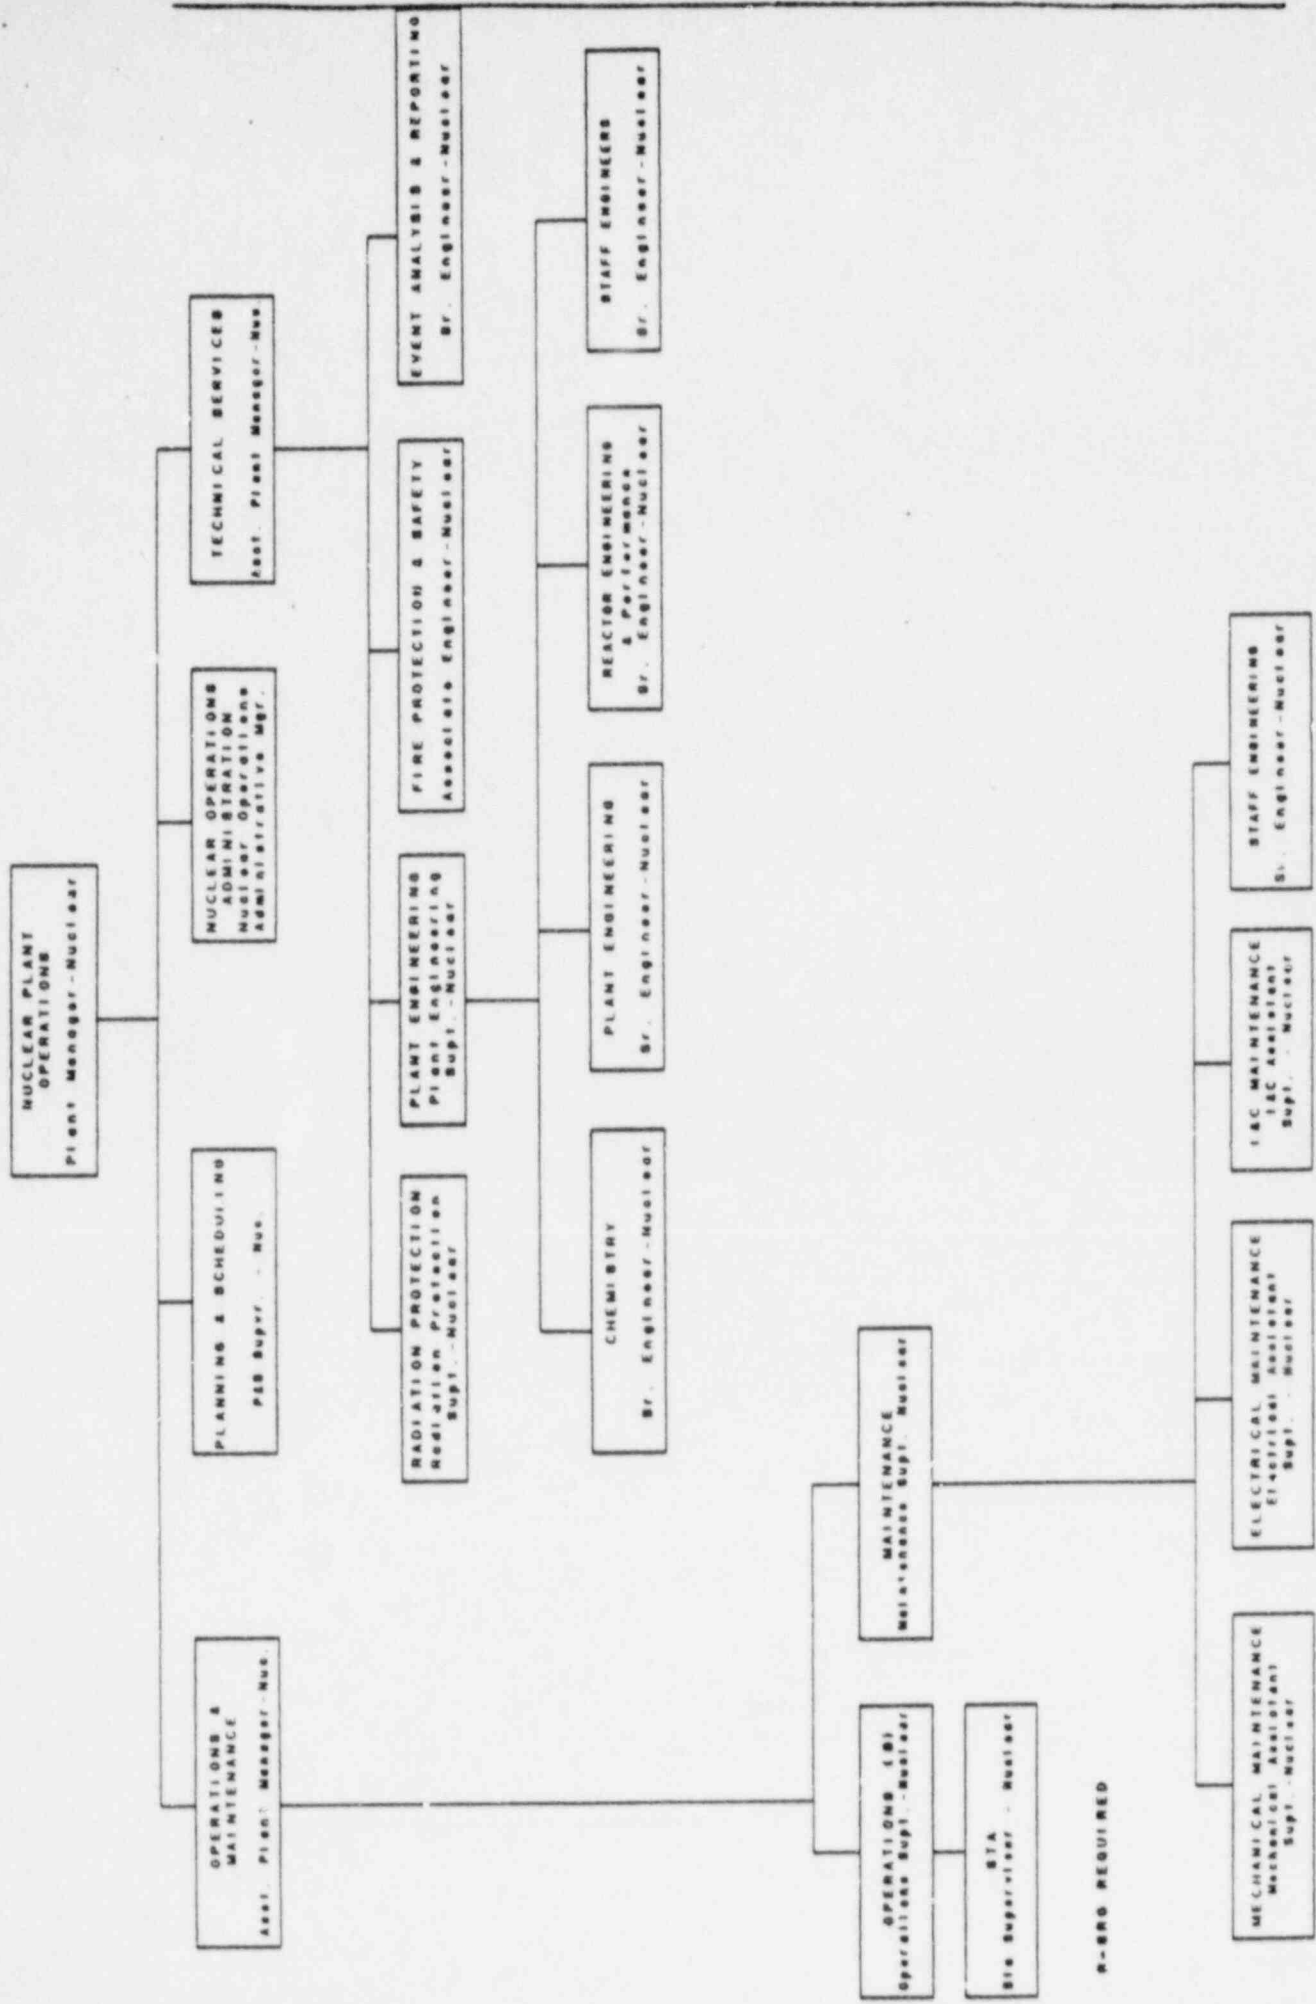 NUCLEAR PLANT
OPERATIONS
Plant Manager-Nuclear
OPERATIONS &
MAINTENANCE
Asst. Plant Manager-Nuc.
PLANNING & SCHEDULING
P&S Supvr. - Nuc.
NUCLEAR OPERATIONS
ADMINISTRATION
Nuclear Operations
Administrative Mgr.
TECHNICAL SERVICES
Asst. Plant Manager-Nuc.
RADIATION PROTECTION
Radiation Protection
Supt.-Nuclear
PLANT ENGINEERING
Plant Engineering
Supt.-Nuclear
FIRE PROTECTION & SAFETY
Associate Engineer-Nuclear
EVENT ANALYSIS & REPORTING
Sr. Engineer-Nuclear
CHEMISTRY
Sr. Engineer-Nuclear
PLANT ENGINEERING
Sr. Engineer-Nuclear
REACTOR ENGINEERING
& Performance
Sr. Engineer-Nuclear
STAFF ENGINEERS
Sr. Engineer-Nuclear
OPERATIONS
Operations Supt.-Nuclear
MAINTENANCE
Maintenance Supt. Nuclear
STA
Supervisor - Nuclear
REQUIRED
MECHANICAL MAINTENANCE
Mechanical Assistant
Supt.-Nuclear
ELECTRICAL MAINTENANCE
Electrical Assistant
Supt. - Nuclear
I&C MAINTENANCE
I&C Assistant
Supt. - Nuclear
STAFF ENGINEERING
Sr. Engineer-Nuclear